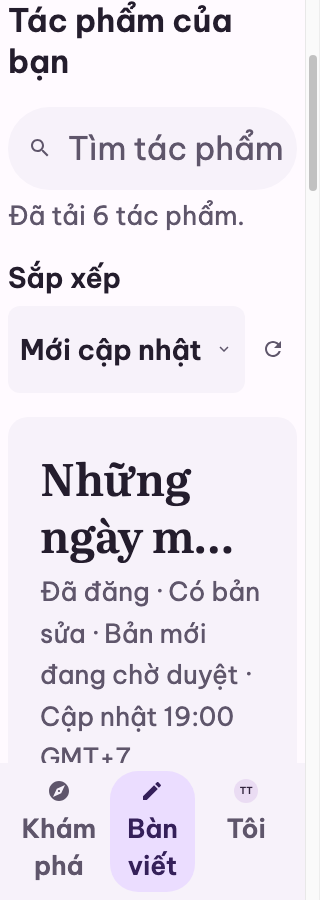 Tác phẩm của
bạn
Tìm tác phẩm
Đã tải 6 tác phẩm.
Sắp xếp
Mới cập nhật
Những
ngày m...
Đã đăng · Có bản
sửa · Bản mới
đang chờ duyệt ·
Cập nhật 19:00
GMT+7
TT
Khám
phá
Bàn
viết
Tôi